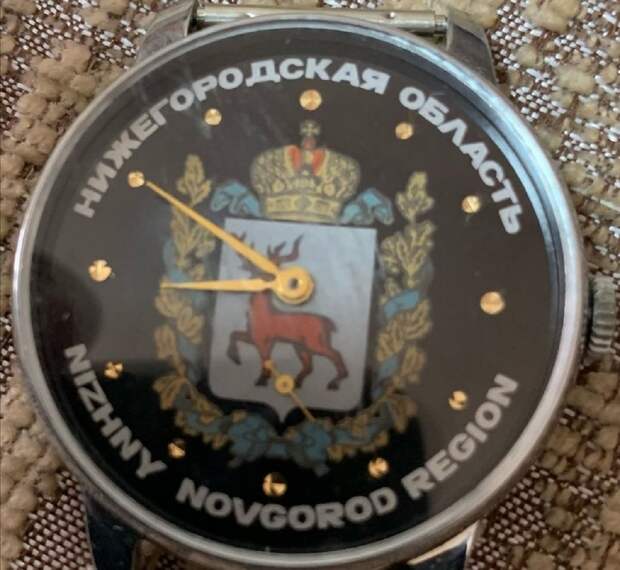 НИЖЕГОРОДСКАЯ ОБЛАСТЬ
NIZHNY NOVGOROD REGION